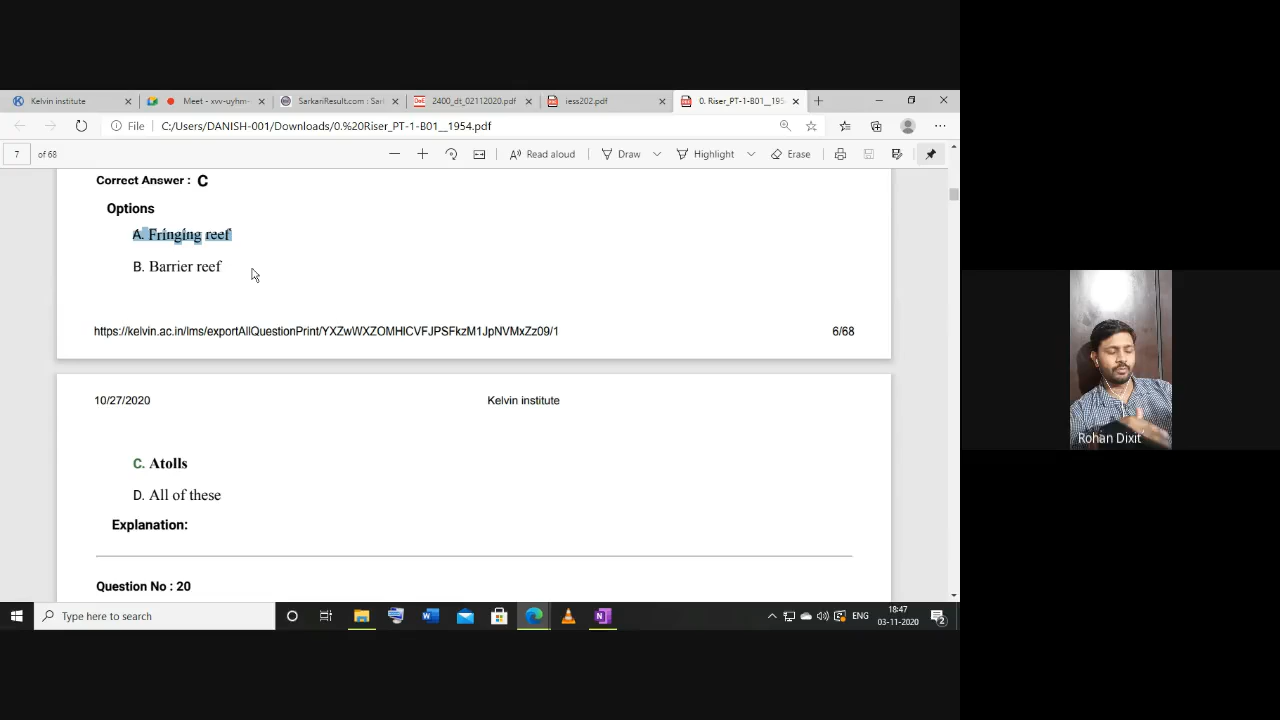 Kelvin institute
Meet - xvv-uyhm-
SarkariResult.com : Sark
2400_dt_02112020.pdf
iess202.pdf
0. Riser_PT-1-B01__1954
File
C:/Users/DANISH-001/Downloads/0.%20Riser_PT-1-B01__1954.pdf
7 of 68
Read aloud
Draw
Highlight
Erase
Correct Answer : C
Options
A. Fringing reef
B. Barrier reef
https://kelvin.ac.in/lms/exportAllQuestionPrint/YXZwWXZOMHlCVFJPSFkzM1JpNVMxZz09/1 6/68
10/27/2020 Kelvin institute
C. Atolls
D. All of these
Explanation:
Question No : 20
Rohan Dixit
Type here to search
ENG
18:47
03-11-2020
2